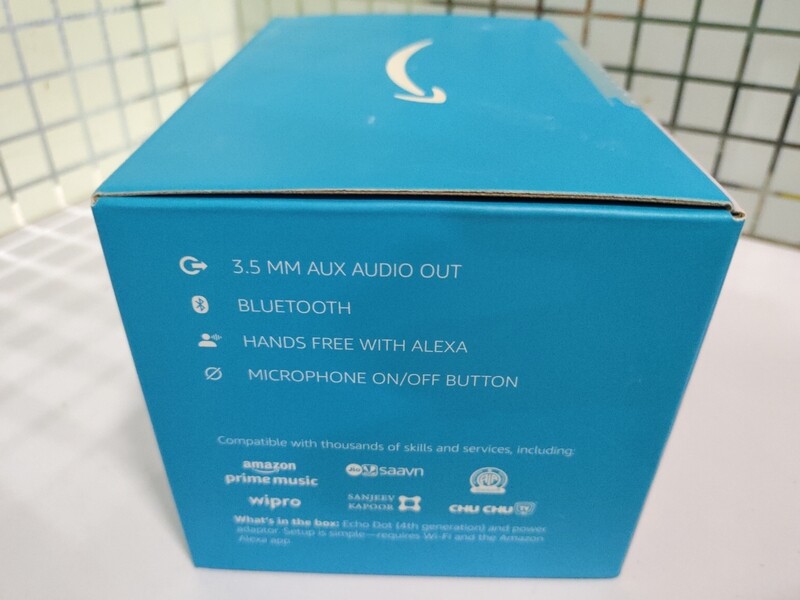 3.5 MM AUX AUDIO OUT
BLUETOOTH
HANDS FREE WITH ALEXA
MICROPHONE ON/OFF BUTTON
Compatible with thousands of skills and services, including:
amazon
prime music
Jio saavn
wipro
SANJEEV
KAPOOR
CHU CHU TV
What's in the box: Echo Dot (4th generation) and power
adaptor. Setup is simple—requires Wi-Fi and the Amazon
Alexa app.